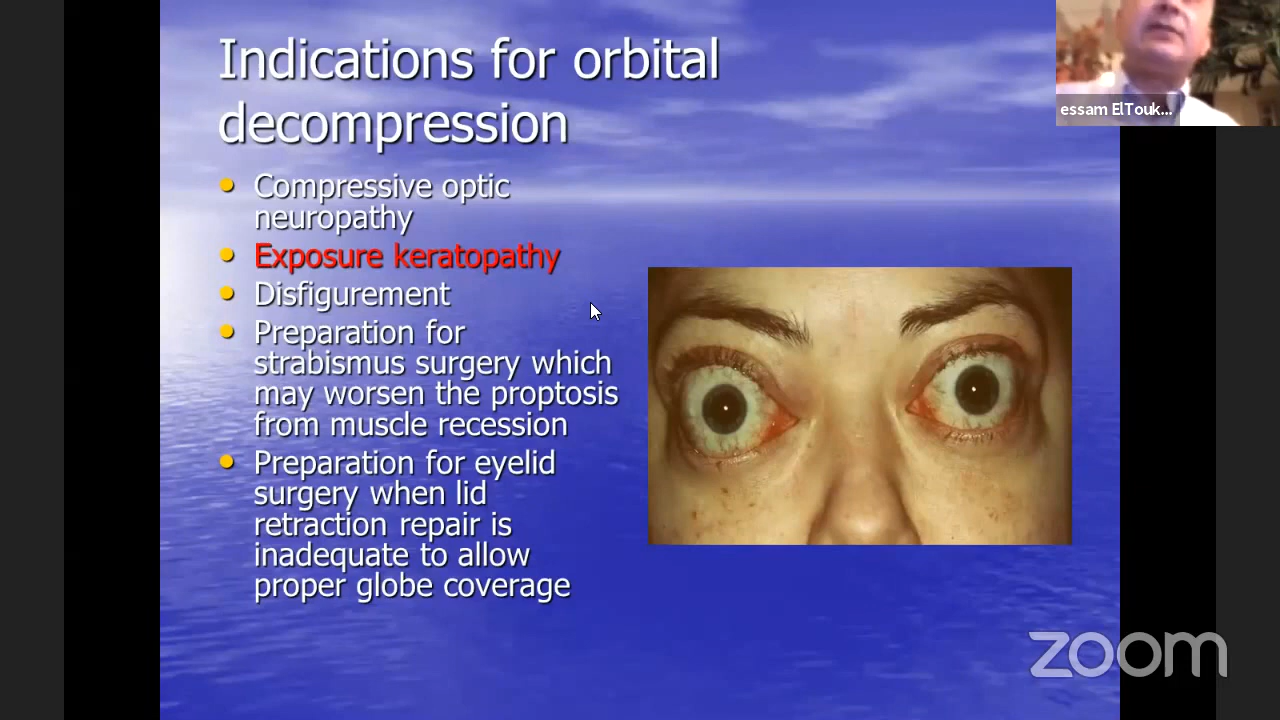 Indications for orbital
decompression
Compressive optic
neuropathy
Exposure keratopathy
Disfigurement
Preparation for
strabismus surgery which
may worsen the proptosis
from muscle recession
Preparation for eyelid
surgery when lid
retraction repair is
inadequate to allow
proper globe coverage
essam ElTouk...
zoom